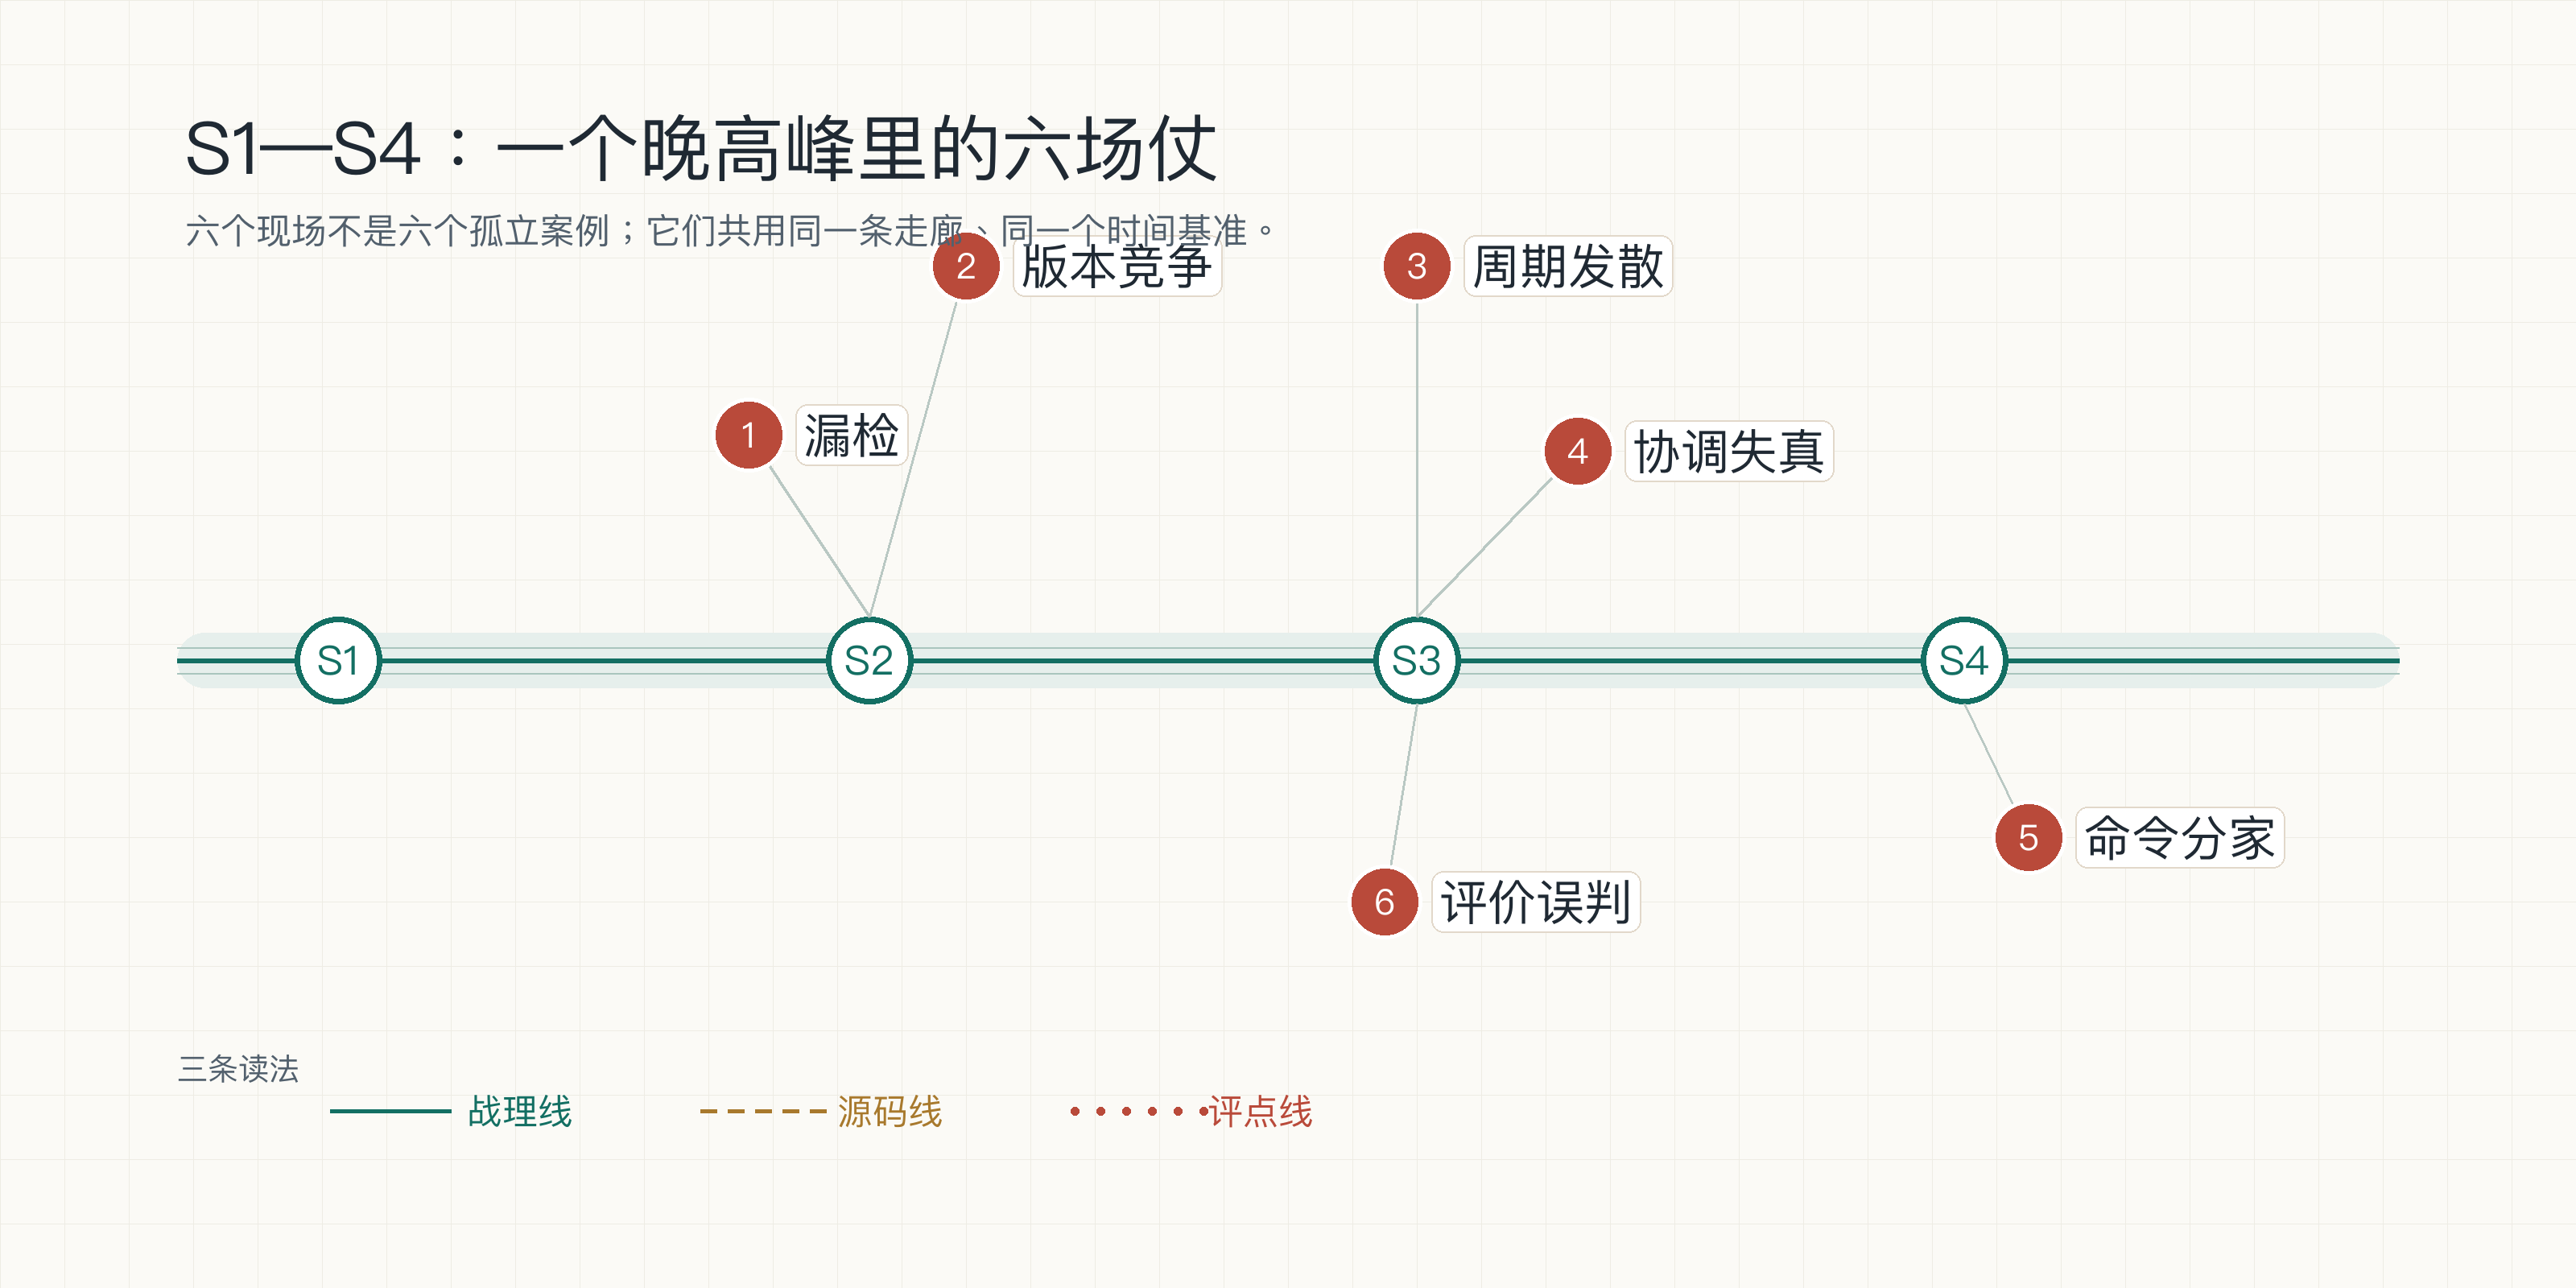 S1—S4：一个晚高峰里的六场仗
六个现场不是六个孤立案例；它们共用同一条走廊、同一个时间基准。
2 版本竞争
3 周期发散
1 漏检
4 协调失真
S1
S2
S3
S4
5 命令分家
6 评价误判
三条读法
战理线
源码线
评点线